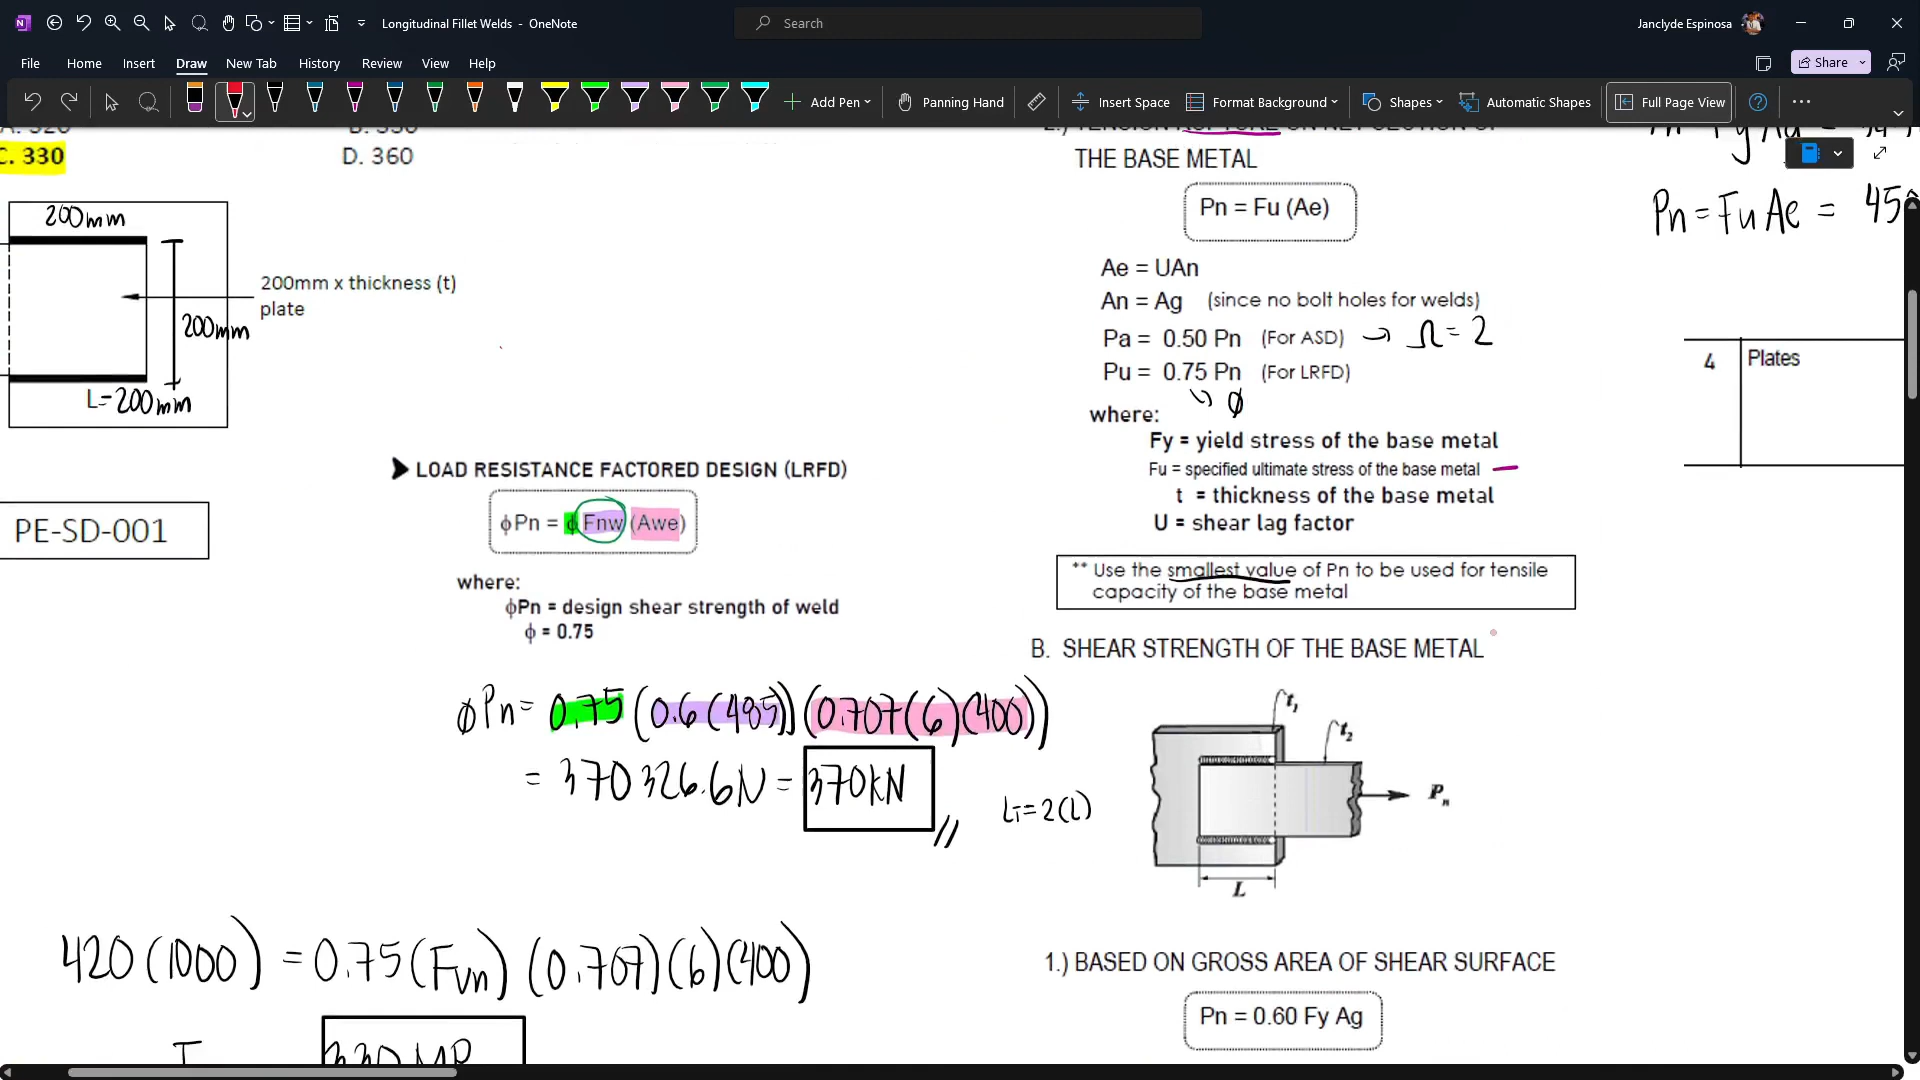 Longitudinal Fillet Welds - OneNote
Search
Janclyde Espinosa
File Home Insert Draw New Tab History Review View Help
Share
Add Pen
Panning Hand
Insert Space
Format Background
Shapes
Automatic Shapes
Full Page View
C. 330
D. 360
200mm
200mm x thickness (t)
plate
200mm
L=200mm
PE-SD-001
LOAD RESISTANCE FACTORED DESIGN (LRFD)
ϕPn = ϕ Fnw (Awe)
where:
ϕPn = design shear strength of weld
ϕ = 0.75
ϕPn = 0.75 (0.6(485)) (0.707(6)(400))
= 370 326.6N = 370kN //
LT=2(L)
420(1000) = 0.75(Fvn)(0.707)(6)(400)
THE BASE METAL
Pn = Fu (Ae)
Ae = UAn
An = Ag (since no bolt holes for welds)
Pa = 0.50 Pn (For ASD) → Ω = 2
Pu = 0.75 Pn (For LRFD)
ϕ
where:
Fy = yield stress of the base metal
Fu = specified ultimate stress of the base metal
t = thickness of the base metal
U = shear lag factor
** Use the smallest value of Pn to be used for tensile
capacity of the base metal
B. SHEAR STRENGTH OF THE BASE METAL
t1
t2
Pn
L
1.) BASED ON GROSS AREA OF SHEAR SURFACE
Pn = 0.60 Fy Ag
Pn = Fu Ae = 45
4 Plates